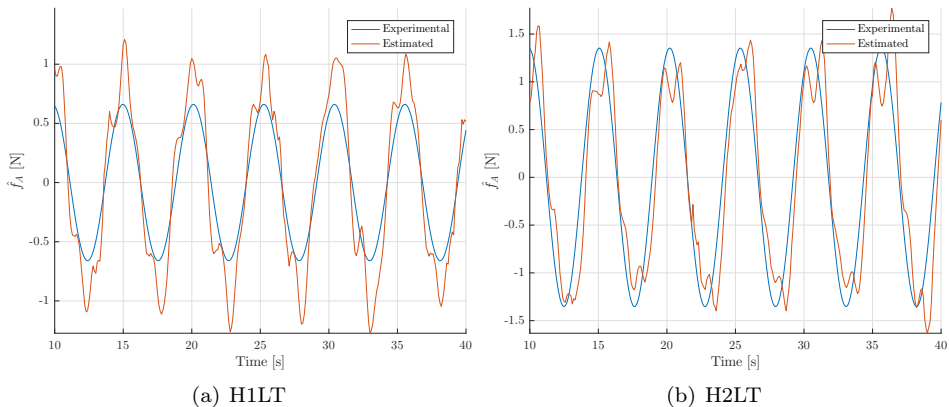 Experimental
Estimated
1
0.5
0
-0.5
-1
f̂_A [N]
10 15 20 25 30 35 40
Time [s]
(a) H1LT
Experimental
Estimated
1.5
1
0.5
0
-0.5
-1
-1.5
f̂_A [N]
10 15 20 25 30 35 40
Time [s]
(b) H2LT